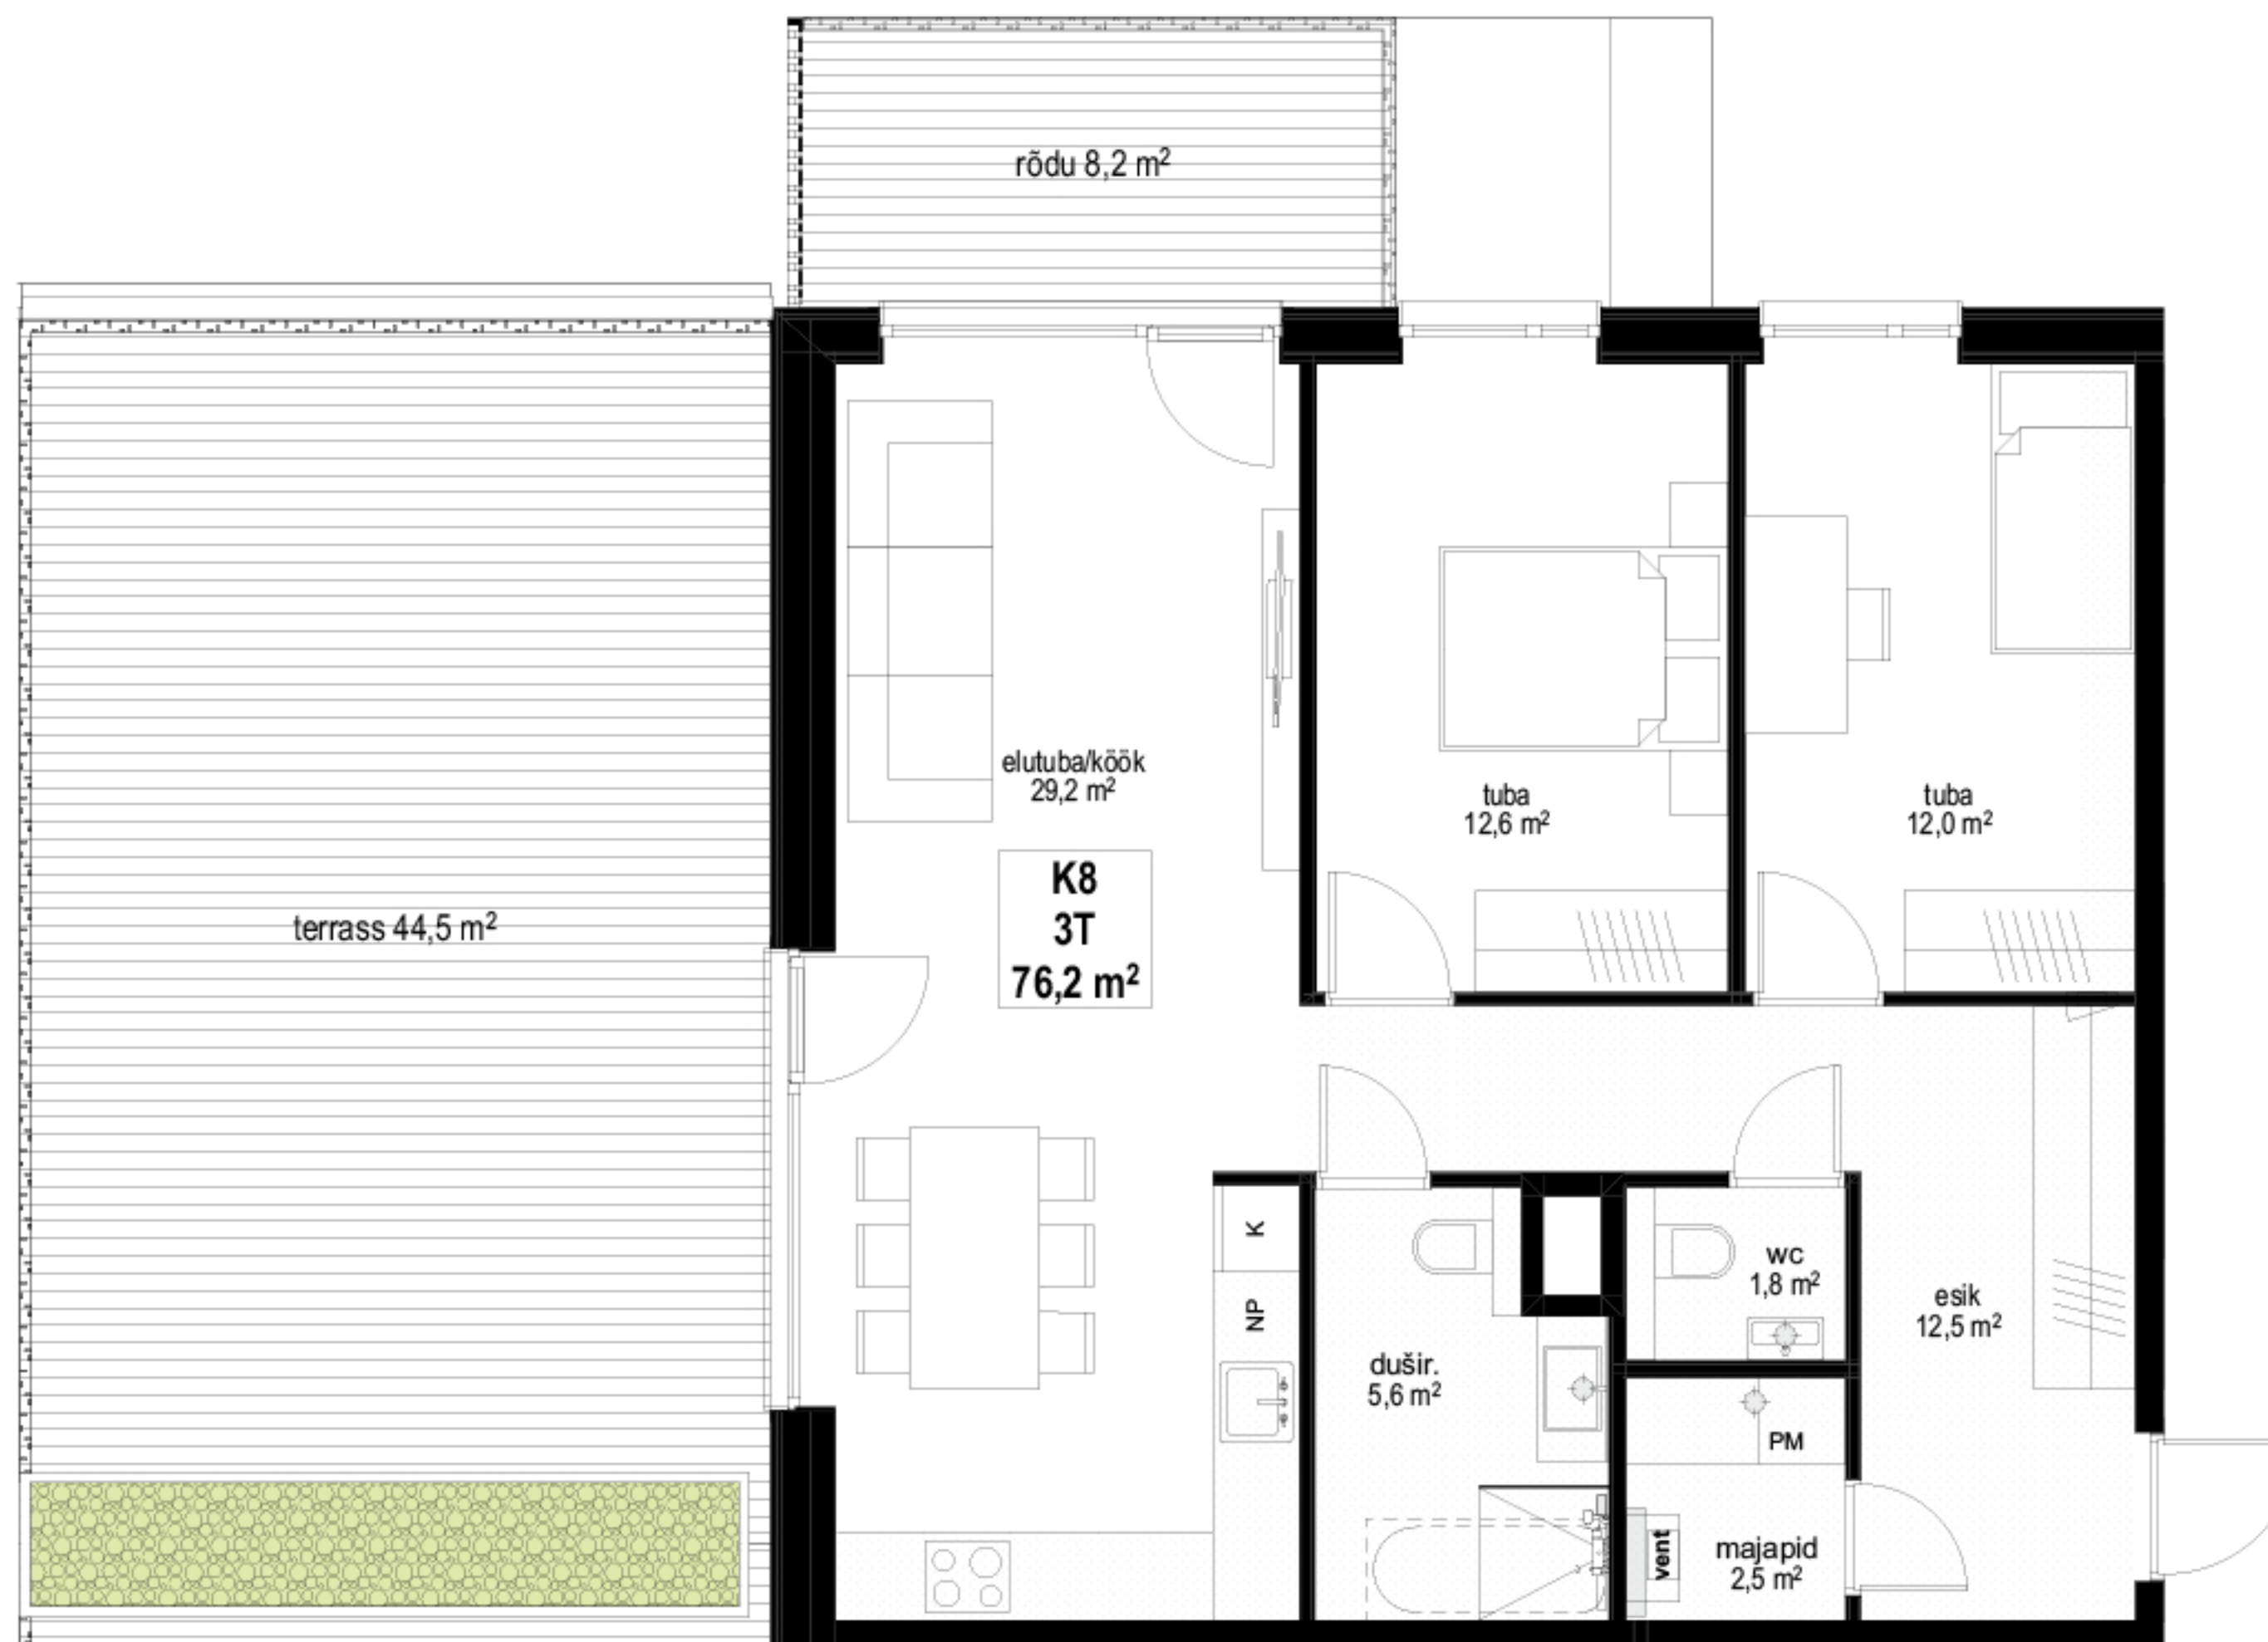 rõdu 8,2 m²
elutuba/köök
29,2 m²
tuba
12,6 m²
tuba
12,0 m²
K8
3T
76,2 m²
terrass 44,5 m²
K
NP
wc
1,8 m²
esik
12,5 m²
dušir.
5,6 m²
PM
vent
majapid
2,5 m²